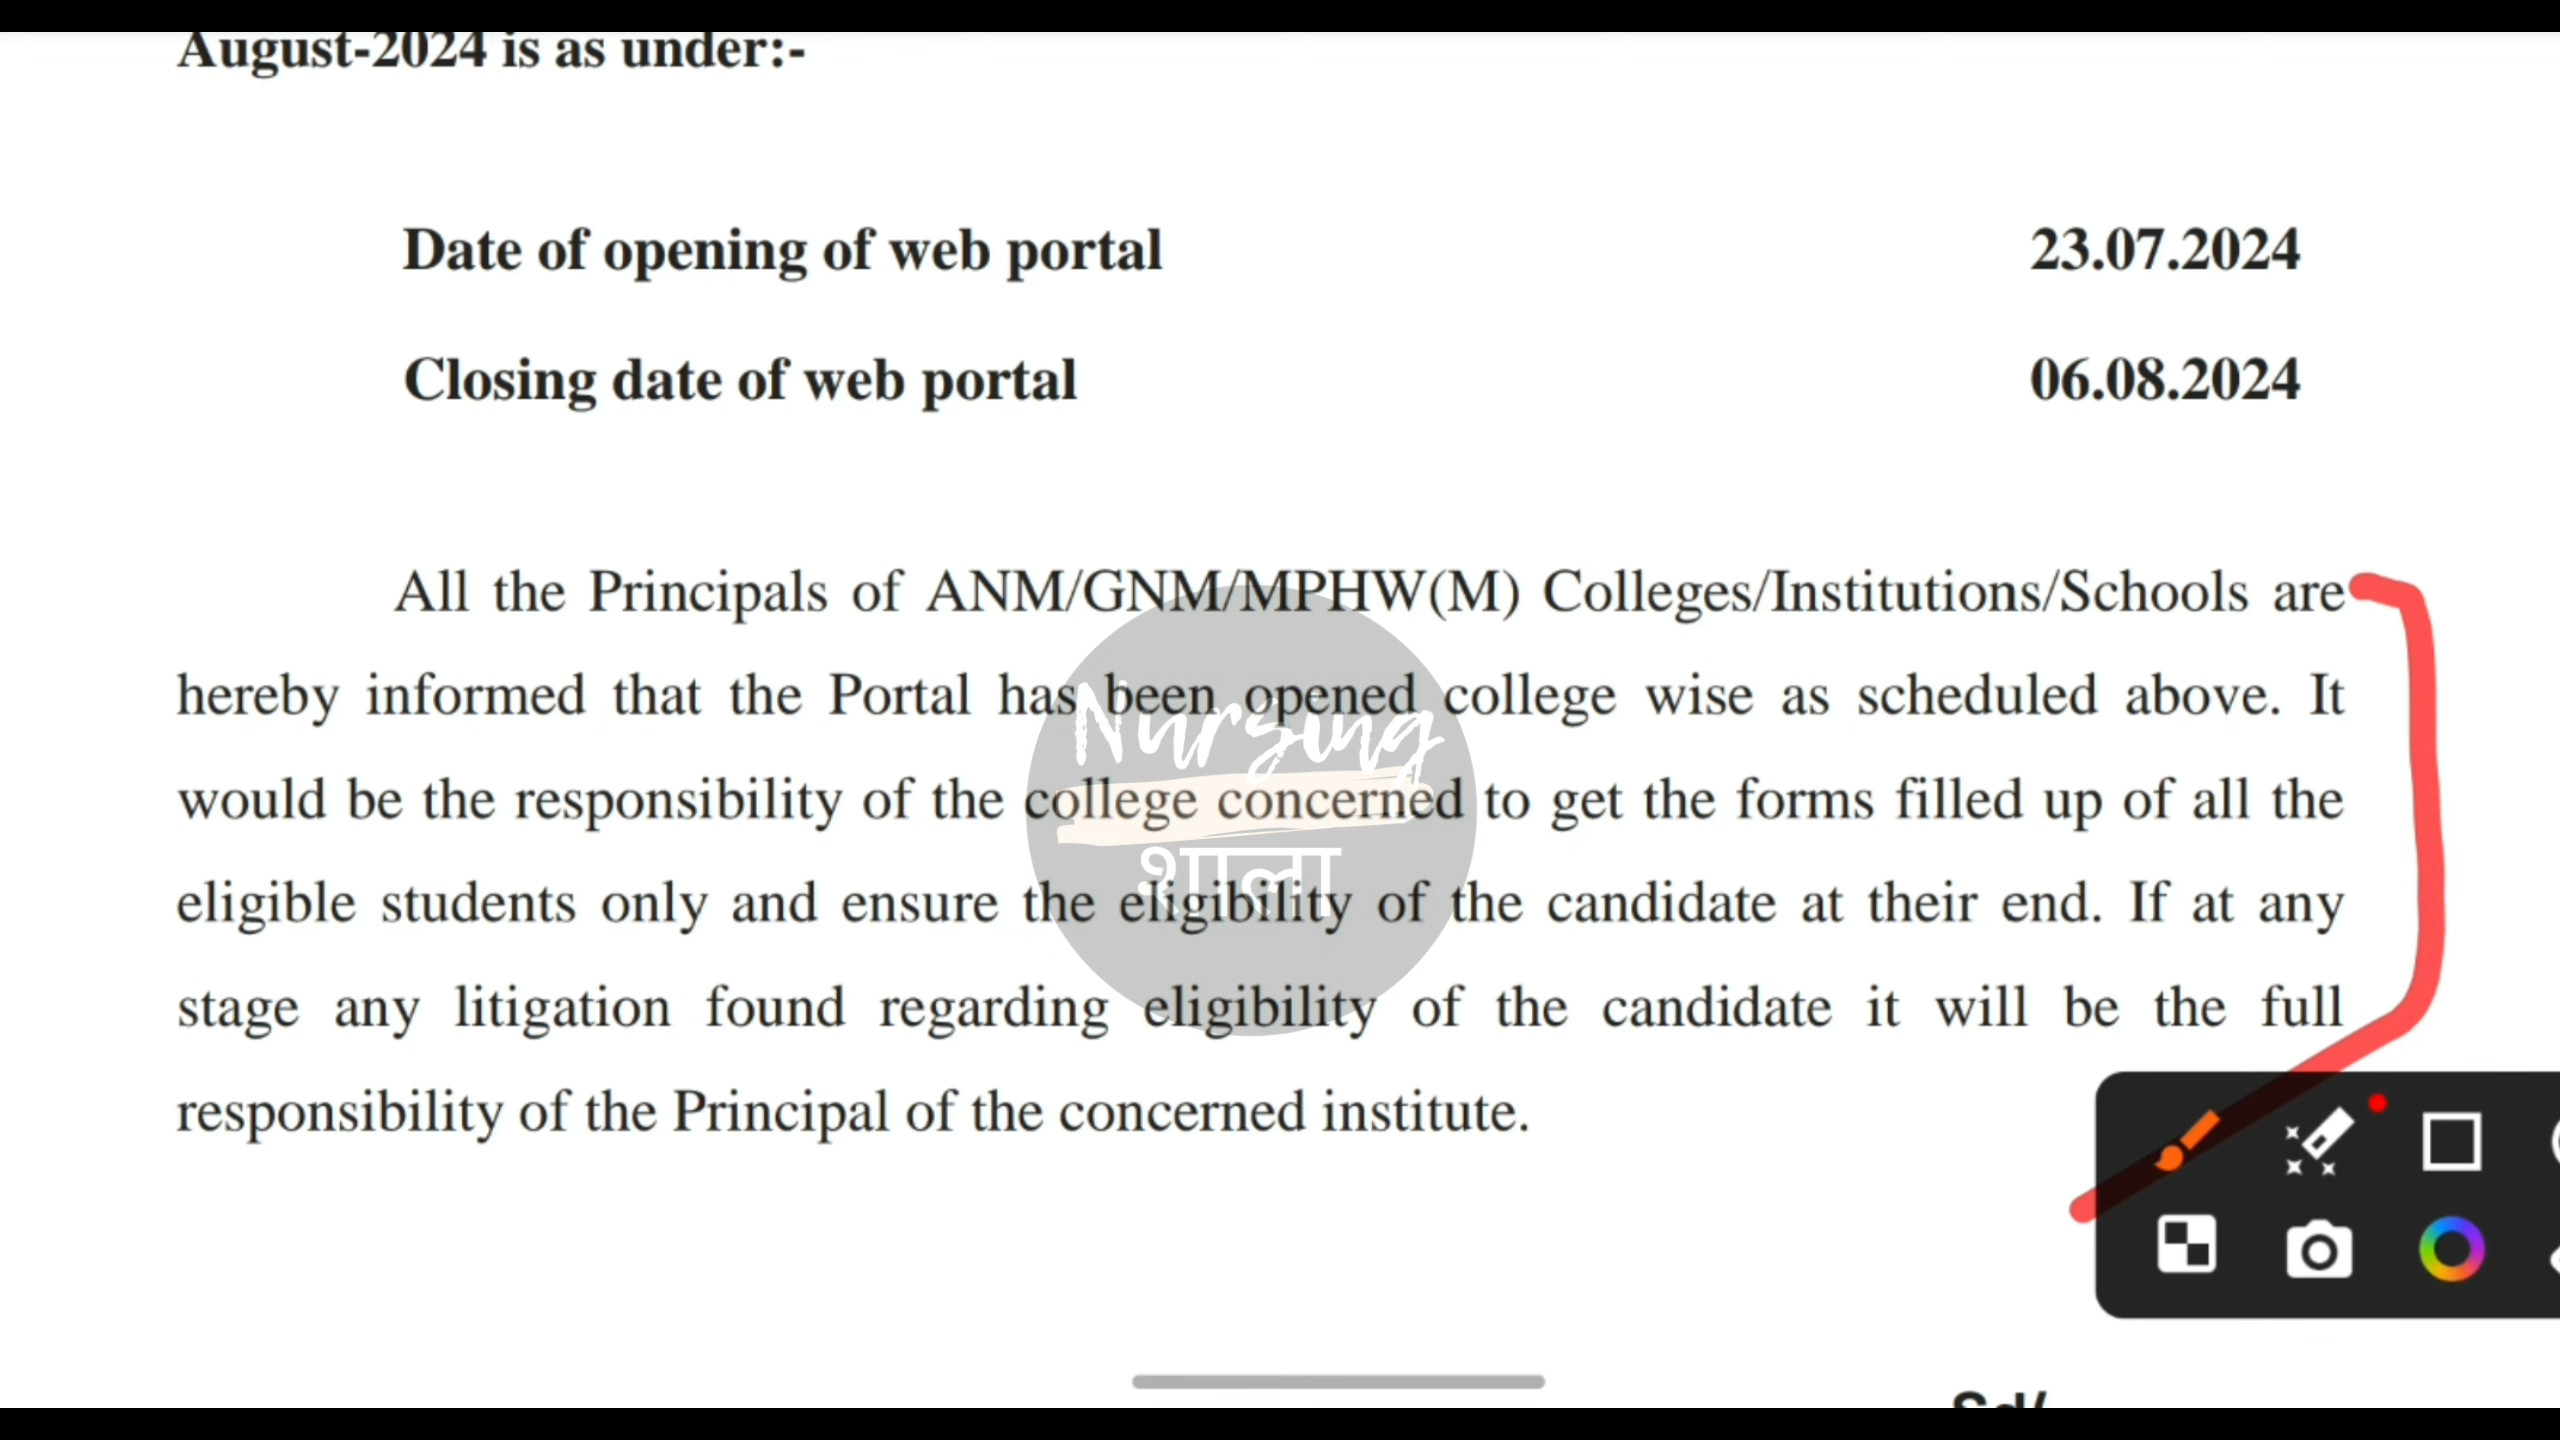 August-2024 is as under:-
Date of opening of web portal 23.07.2024
Closing date of web portal 06.08.2024
All the Principals of ANM/GNM/MPHW(M) Colleges/Institutions/Schools are
hereby informed that the Portal has been opened college wise as scheduled above. It
would be the responsibility of the college concerned to get the forms filled up of all the
eligible students only and ensure the eligibility of the candidate at their end. If at any
stage any litigation found regarding eligibility of the candidate it will be the full
responsibility of the Principal of the concerned institute.
Nursing
शाला
Sd/